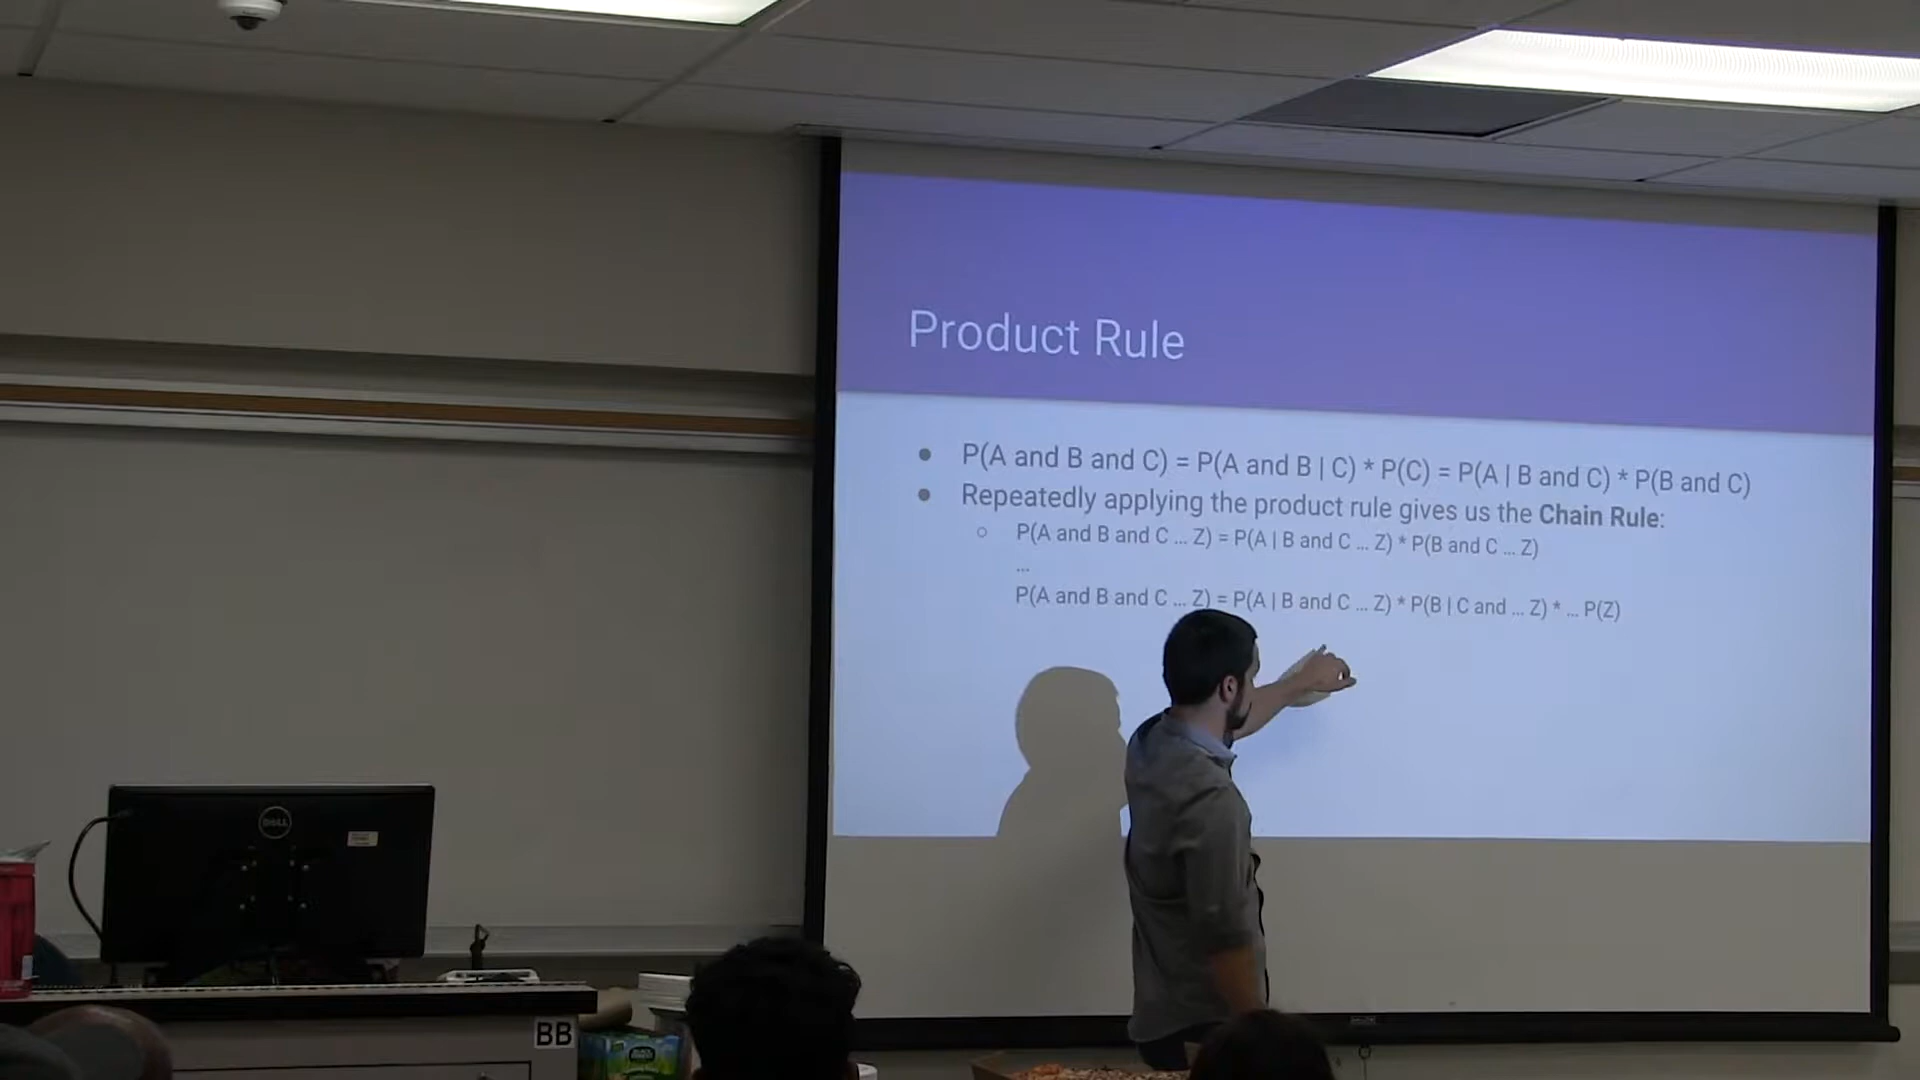 Product Rule
● P(A and B and C) = P(A and B | C) * P(C) = P(A | B and C) * P(B and C)
● Repeatedly applying the product rule gives us the Chain Rule:
○ P(A and B and C ... Z) = P(A | B and C ... Z) * P(B and C ... Z)
...
P(A and B and C ... Z) = P(A | B and C ... Z) * P(B | C and ... Z) * ... P(Z)
DELL
BB